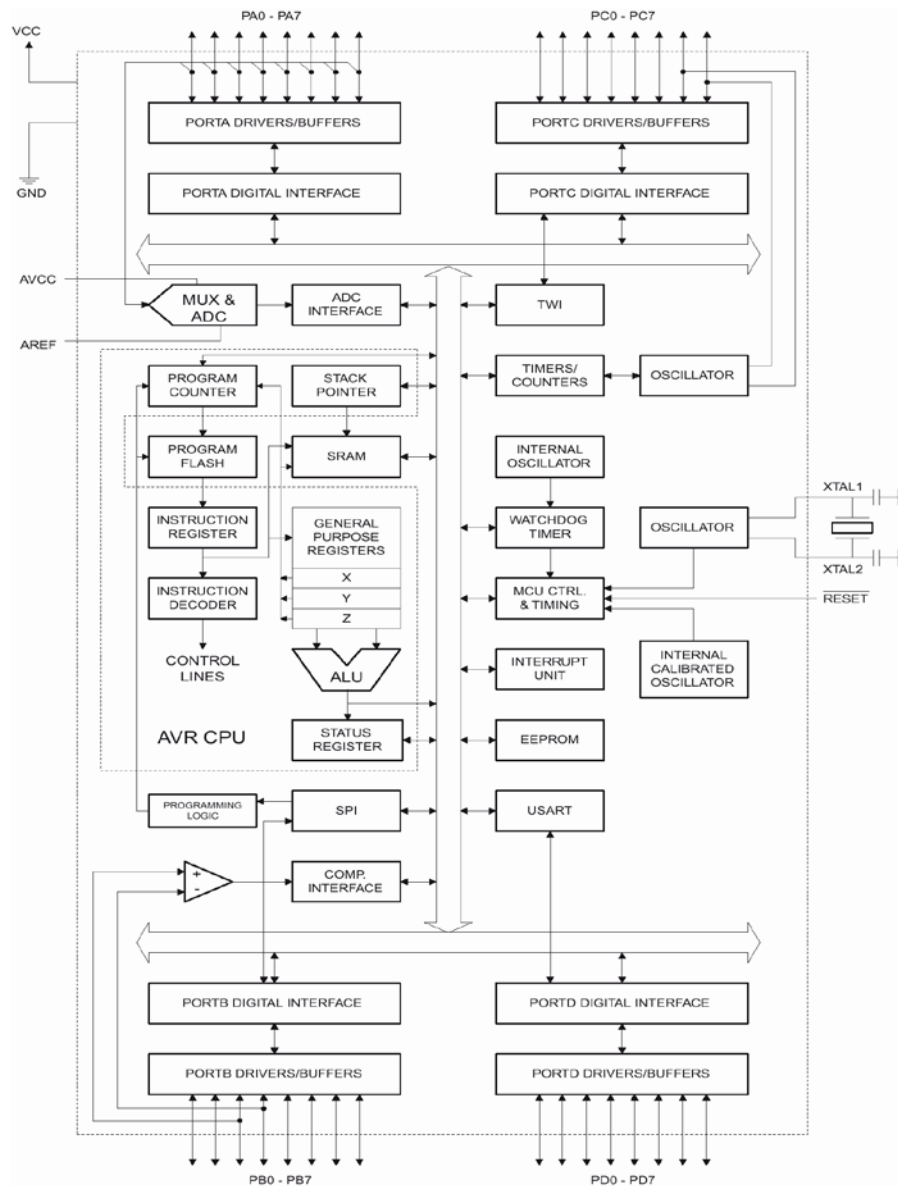 PA0 - PA7
PC0 - PC7
VCC
PORTA DRIVERS/BUFFERS
PORTC DRIVERS/BUFFERS
GND
PORTA DIGITAL INTERFACE
PORTC DIGITAL INTERFACE
AVCC
MUX &
ADC
ADC
INTERFACE
TWI
AREF
PROGRAM
COUNTER
STACK
POINTER
TIMERS/
COUNTERS
OSCILLATOR
PROGRAM
FLASH
SRAM
INTERNAL
OSCILLATOR
XTAL1
INSTRUCTION
REGISTER
GENERAL
PURPOSE
REGISTERS
WATCHDOG
TIMER
OSCILLATOR
XTAL2
X
INSTRUCTION
DECODER
Y
MCU CTRL.
& TIMING
RESET
Z
CONTROL
LINES
ALU
INTERRUPT
UNIT
INTERNAL
CALIBRATED
OSCILLATOR
AVR CPU
STATUS
REGISTER
EEPROM
PROGRAMMING
LOGIC
SPI
USART
+
-
COMP.
INTERFACE
PORTB DIGITAL INTERFACE
PORTD DIGITAL INTERFACE
PORTB DRIVERS/BUFFERS
PORTD DRIVERS/BUFFERS
PB0 - PB7
PD0 - PD7